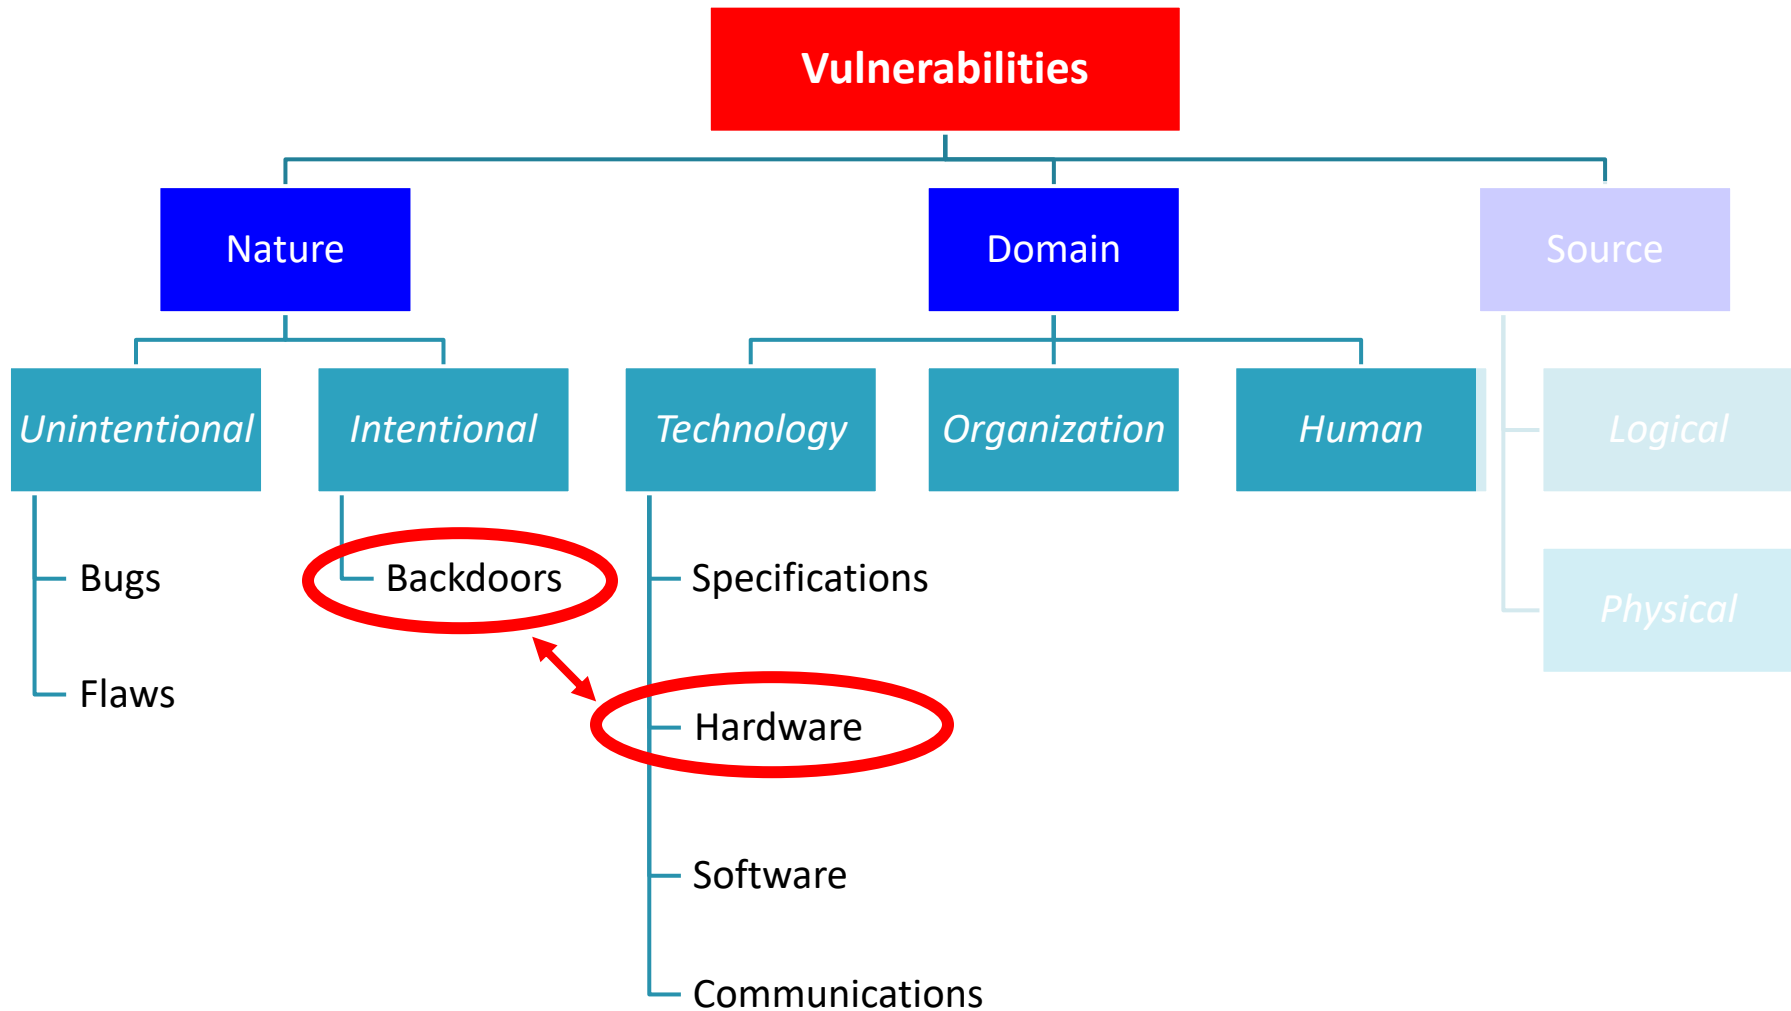 Vulnerabilities
Nature
Domain
Source
Unintentional
Intentional
Technology
Organization
Human
Logical
Bugs
Backdoors
Specifications
Physical
Flaws
Hardware
Software
Communications